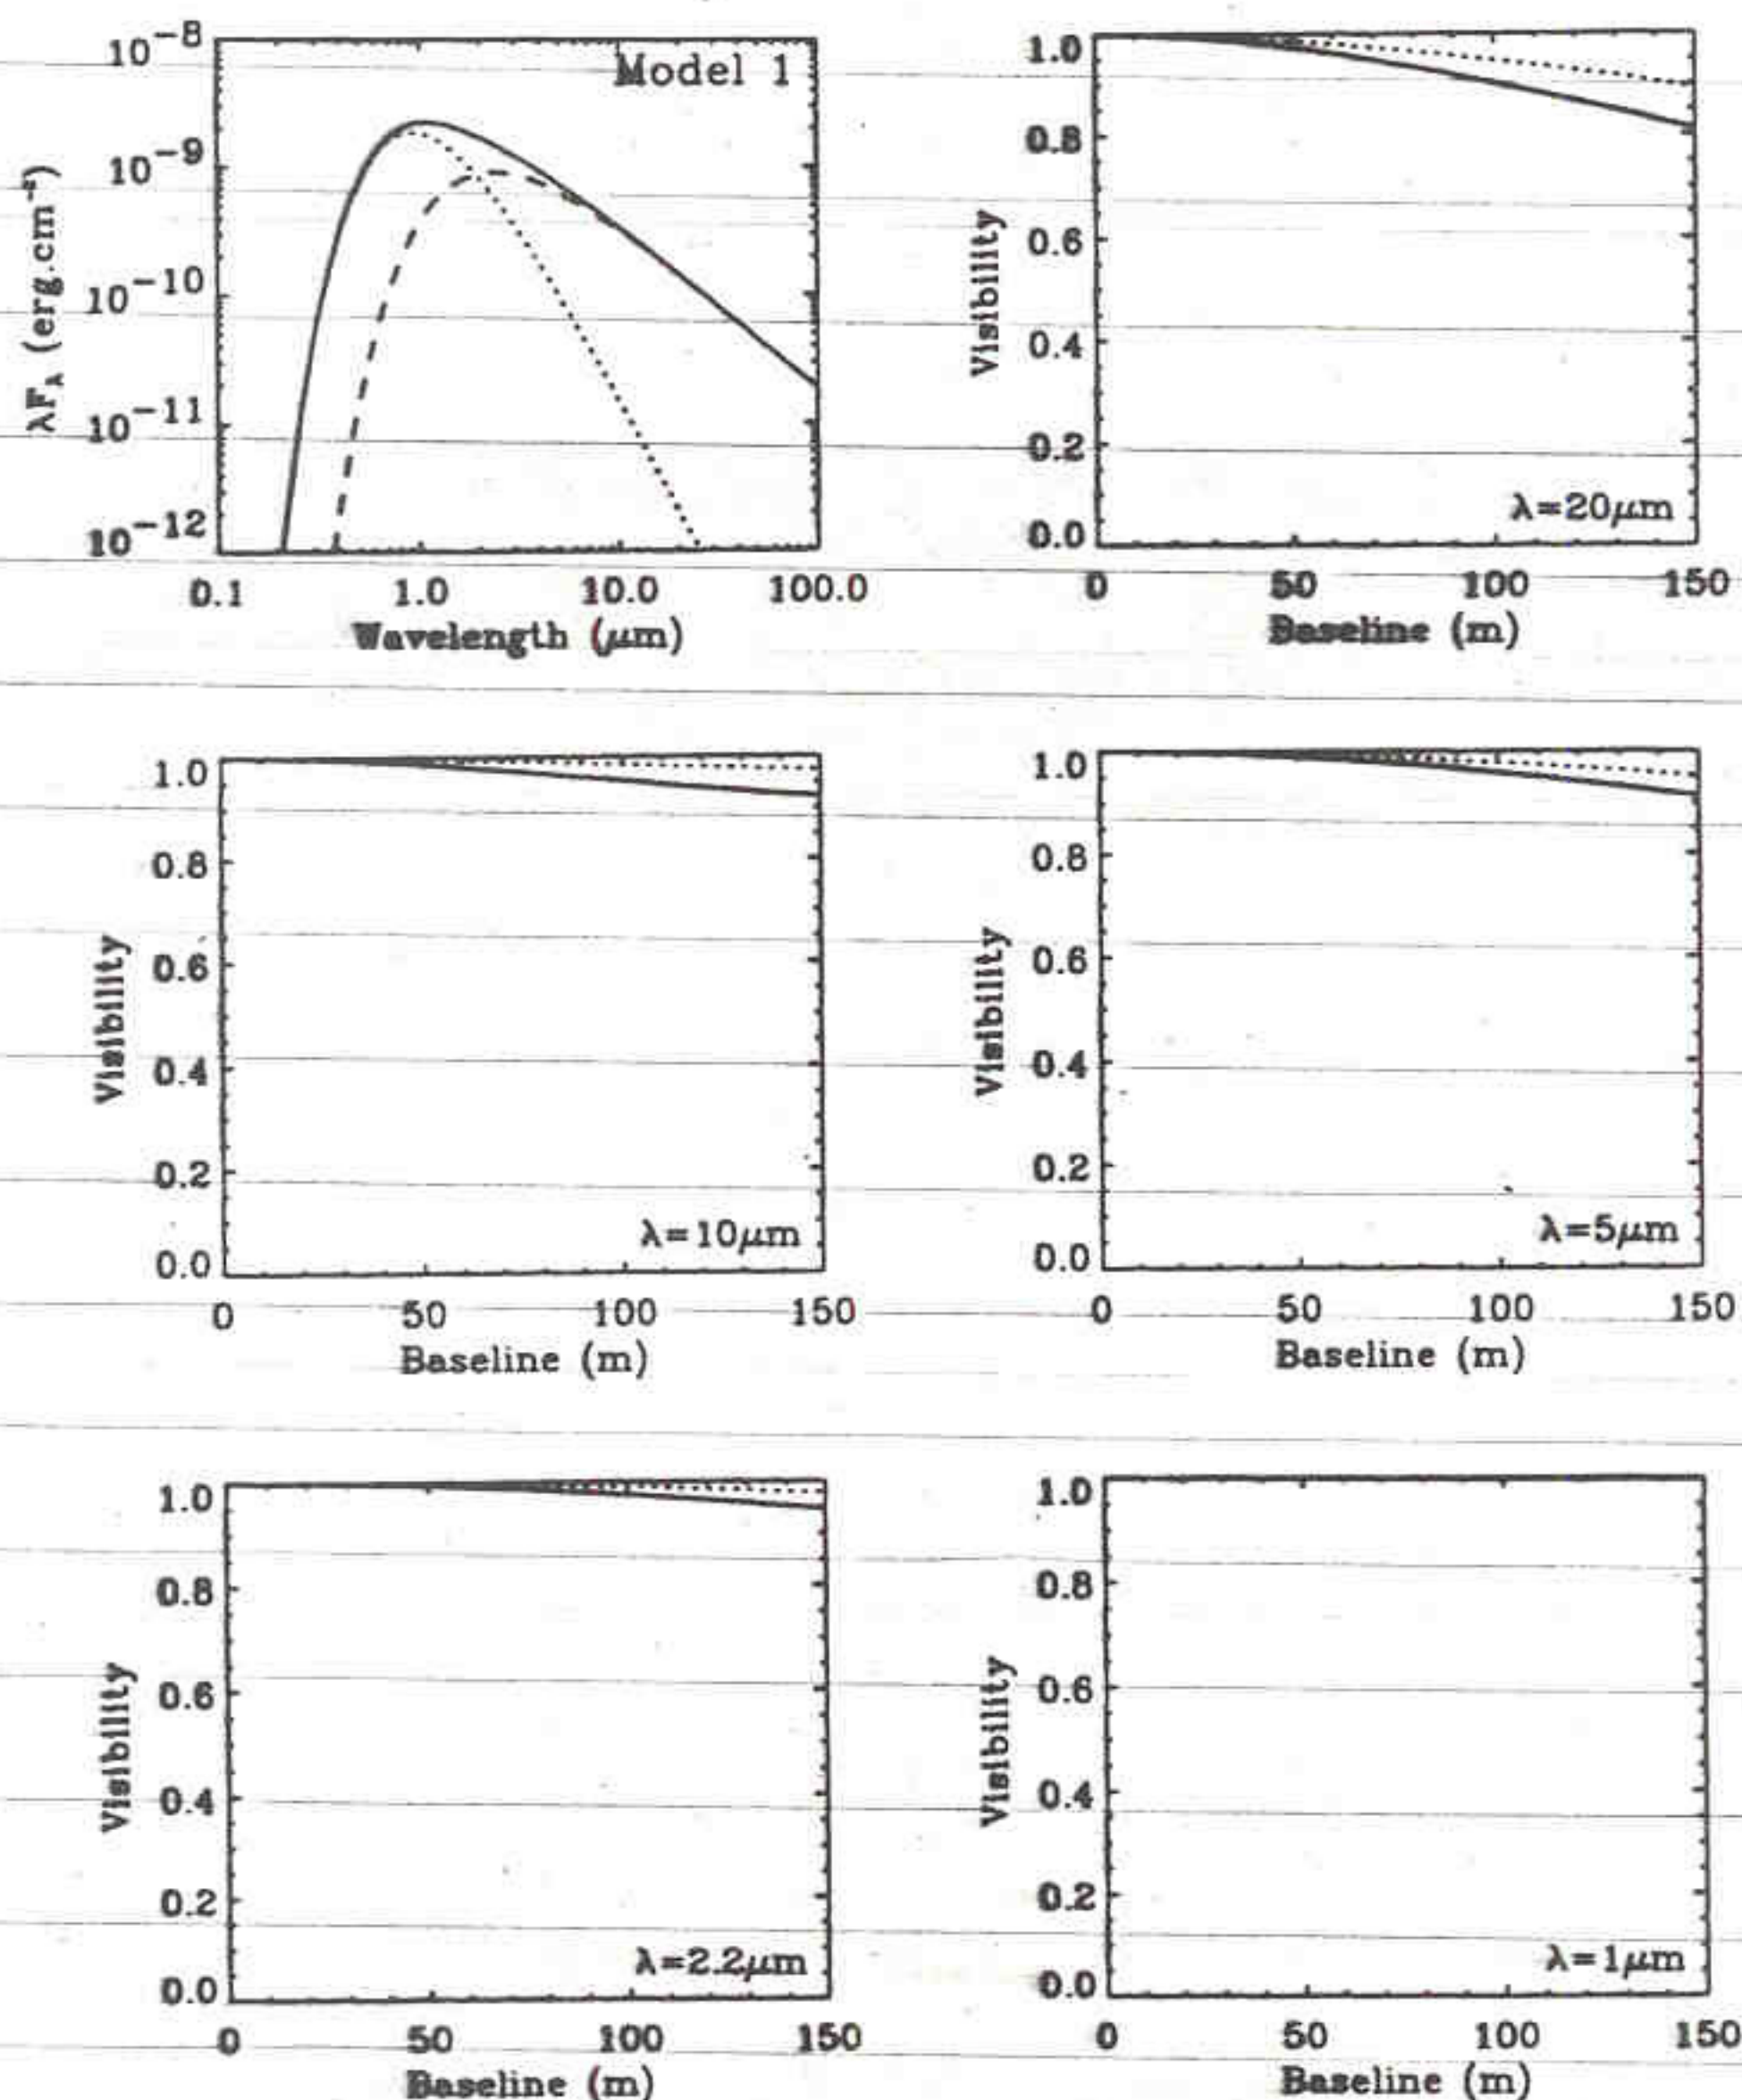 Model 1
10⁻⁸
10⁻⁹
10⁻¹⁰
10⁻¹¹
10⁻¹²
λF_λ (erg.cm⁻²)
0.1 1.0 10.0 100.0
Wavelength (μm)
1.0
0.8
0.6
0.4
0.2
0.0
Visibility
λ=20μm
0 50 100 150
Baseline (m)
1.0
0.8
0.6
0.4
0.2
0.0
Visibility
λ=10μm
0 50 100 150
Baseline (m)
1.0
0.8
0.6
0.4
0.2
0.0
Visibility
λ=5μm
0 50 100 150
Baseline (m)
1.0
0.8
0.6
0.4
0.2
0.0
Visibility
λ=2.2μm
0 50 100 150
Baseline (m)
1.0
0.8
0.6
0.4
0.2
0.0
Visibility
λ=1μm
0 50 100 150
Baseline (m)